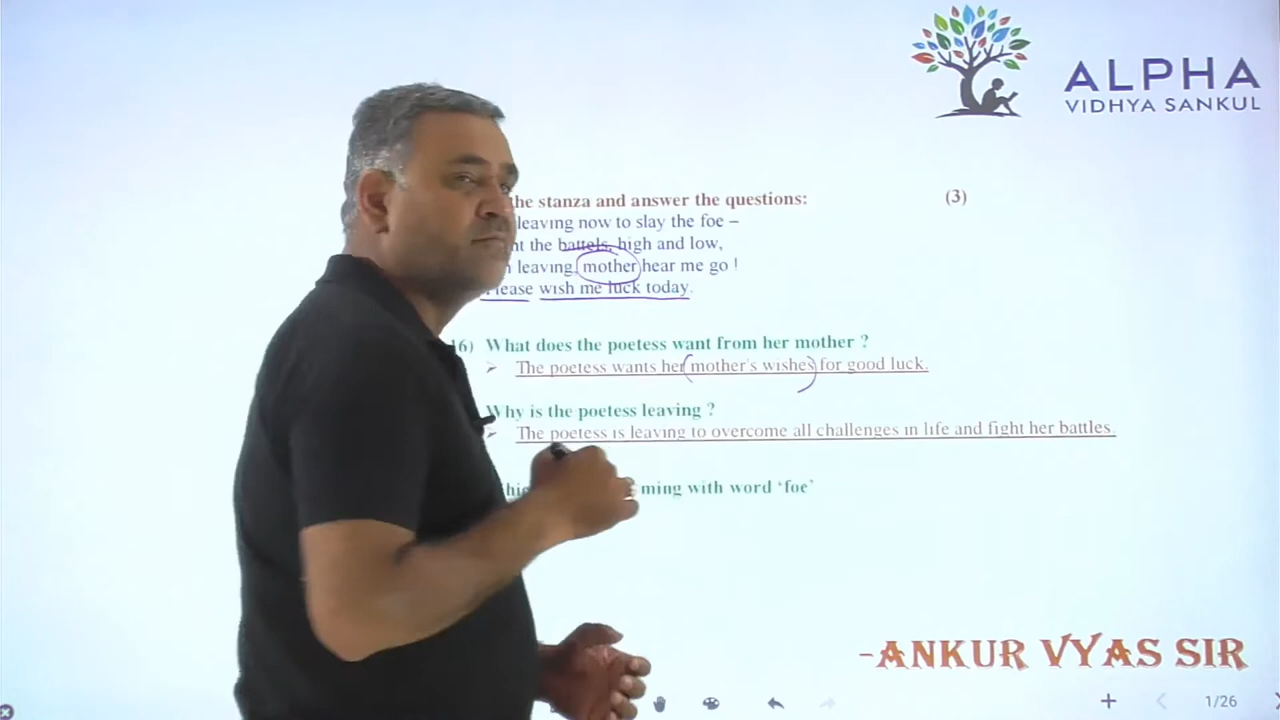 ALPHA
VIDHYA SANKUL
the stanza and answer the questions: (3)
leaving now to slay the foe –
the battels, high and low,
leaving, mother hear me go !
wish me luck today.
6) What does the poetess want from her mother ?
➢ The poetess wants her mother's wishes for good luck.
Why is the poetess leaving ?
➢ The poetess is leaving to overcome all challenges in life and fight her battles.
with word ‘foe’
-ANKUR VYAS SIR
1/26